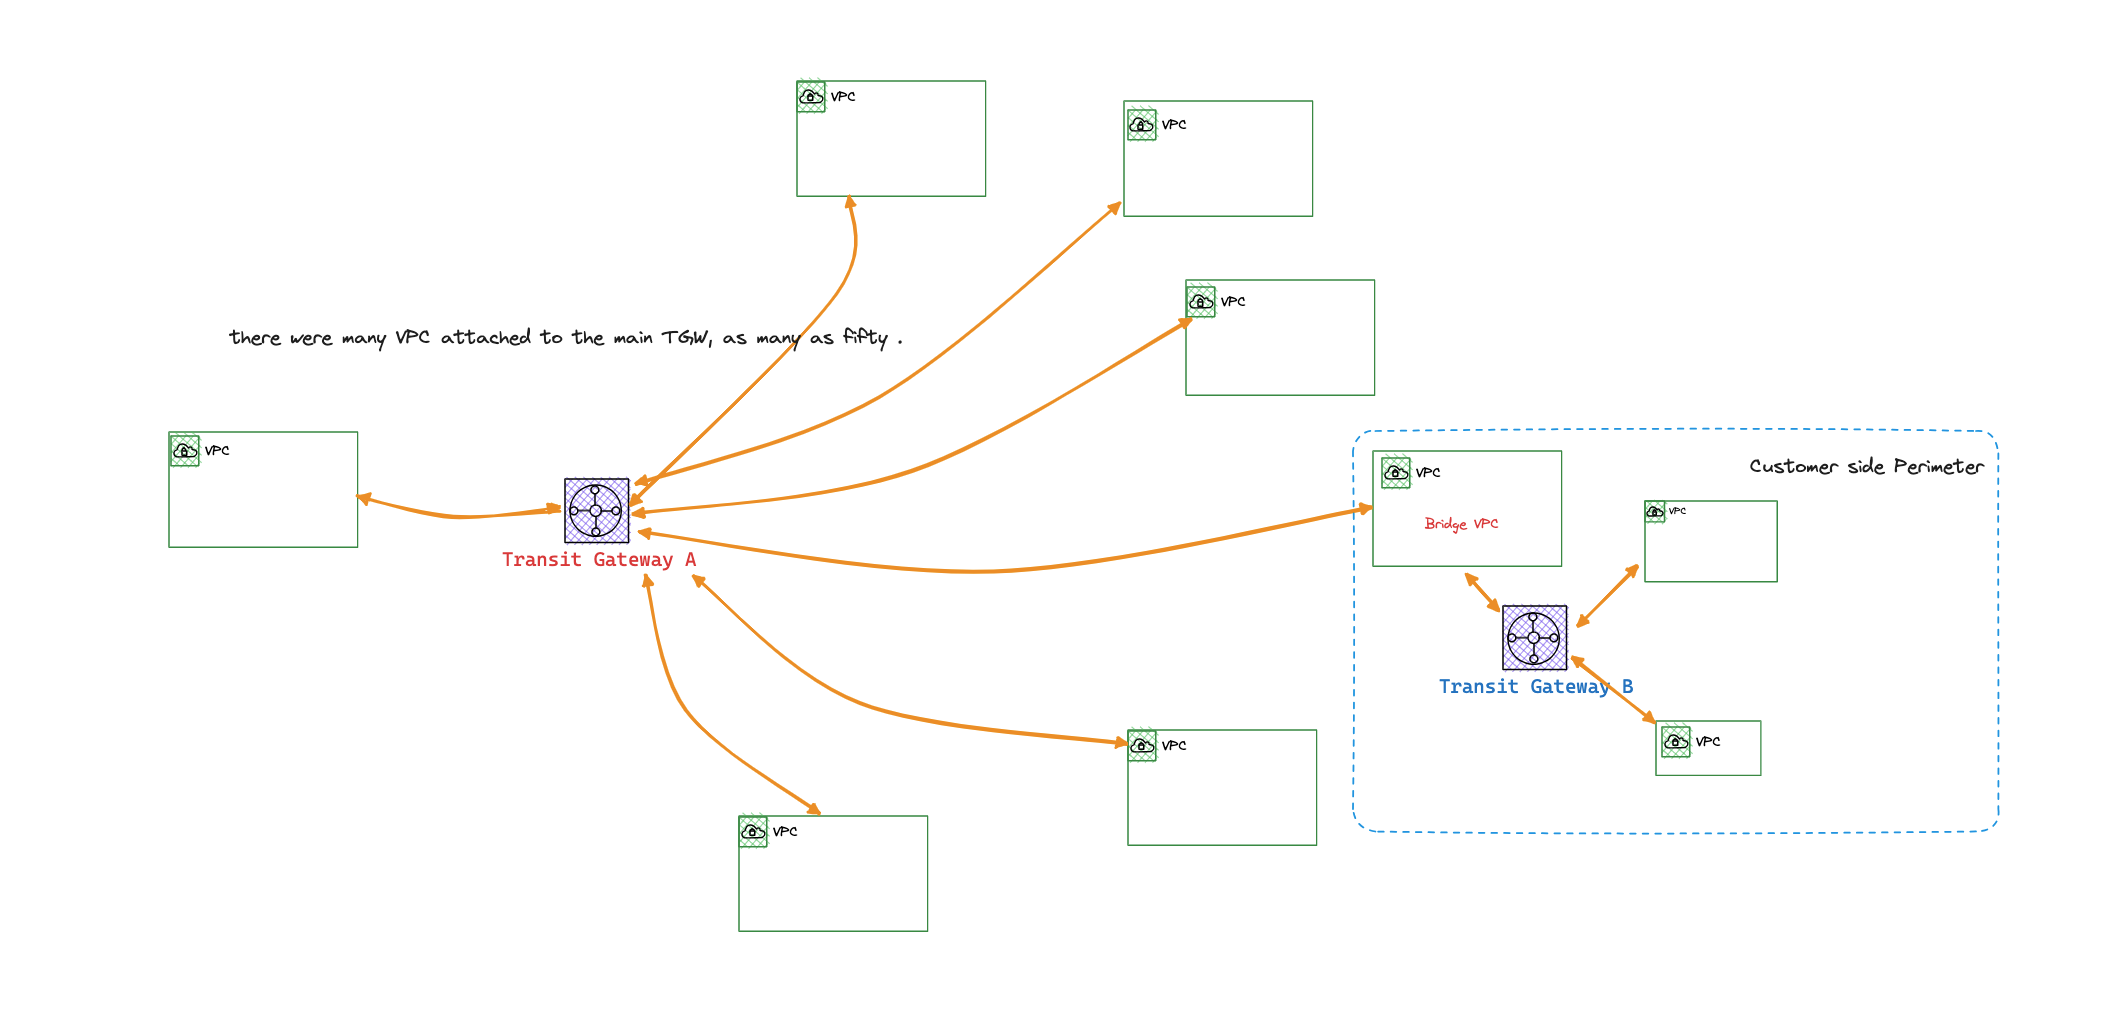 VPC
VPC
VPC
there were many VPC attached to the main TGW, as many as fifty .
VPC
Customer side Perimeter
VPC
Bridge VPC
VPC
Transit Gateway A
Transit Gateway B
VPC
VPC
VPC